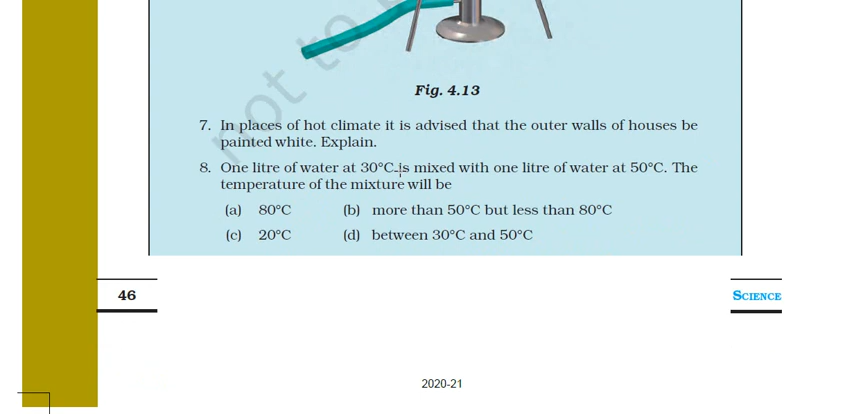 not to
Fig. 4.13
7. In places of hot climate it is advised that the outer walls of houses be
painted white. Explain.
8. One litre of water at 30°C is mixed with one litre of water at 50°C. The
temperature of the mixture will be
(a) 80°C (b) more than 50°C but less than 80°C
(c) 20°C (d) between 30°C and 50°C
46
SCIENCE
2020-21